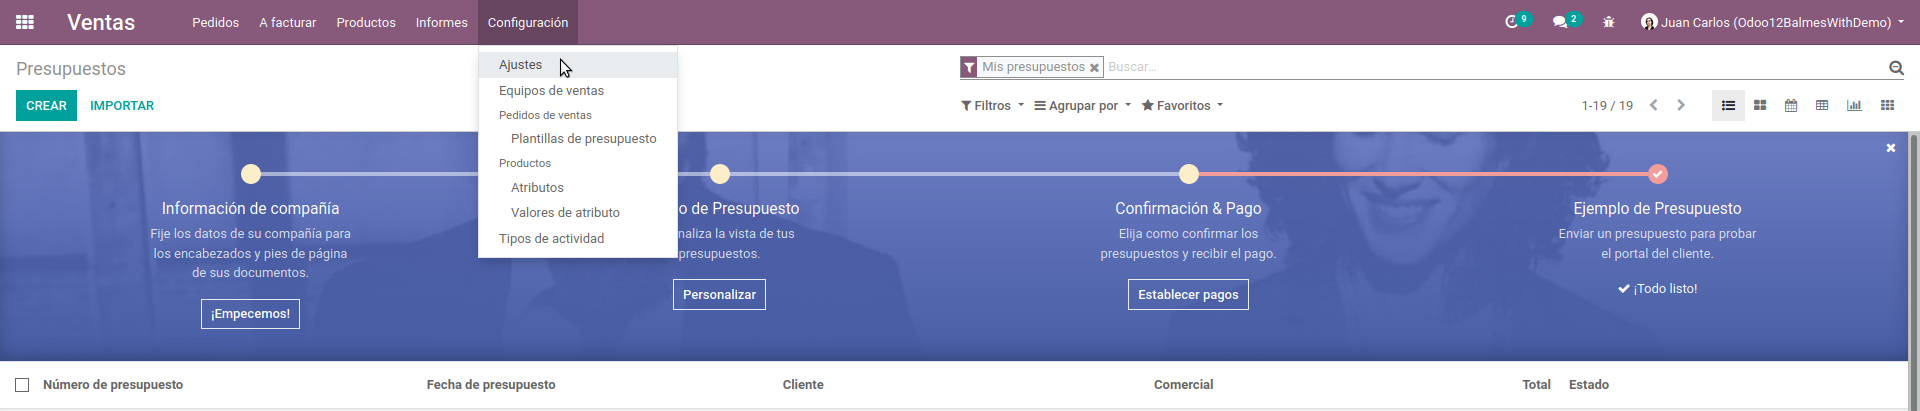 Ventas
Pedidos
A facturar
Productos
Informes
Configuración
9
2
Juan Carlos (Odoo12BalmesWithDemo)
Presupuestos
Mis presupuestos
Buscar...
CREAR
IMPORTAR
Filtros
Agrupar por
Favoritos
1-19 / 19
Ajustes
Equipos de ventas
Pedidos de ventas
Plantillas de presupuesto
Productos
Atributos
Valores de atributo
Tipos de actividad
Información de compañía
Fije los datos de su compañía para
los encabezados y pies de página
de sus documentos.
¡Empecemos!
o de Presupuesto
naliza la vista de tus
presupuestos.
Personalizar
Confirmación & Pago
Elija como confirmar los
presupuestos y recibir el pago.
Establecer pagos
Ejemplo de Presupuesto
Enviar un presupuesto para probar
el portal del cliente.
¡Todo listo!
Número de presupuesto
Fecha de presupuesto
Cliente
Comercial
Total
Estado